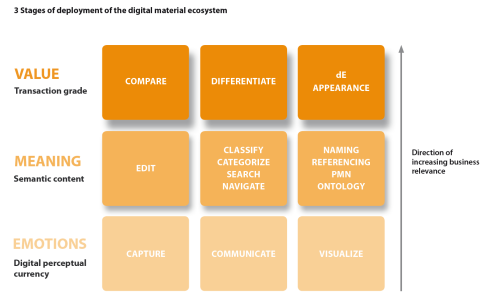 3 Stages of deployment of the digital material ecosystem
VALUE
Transaction grade
COMPARE
DIFFERENTIATE
dE
APPEARANCE
MEANING
Semantic content
EDIT
CLASSIFY
CATEGORIZE
SEARCH
NAVIGATE
NAMING
REFERENCING
PMN
ONTOLOGY
Direction of
increasing business
relevance
EMOTIONS
Digital perceptual
currency
CAPTURE
COMMUNICATE
VISUALIZE